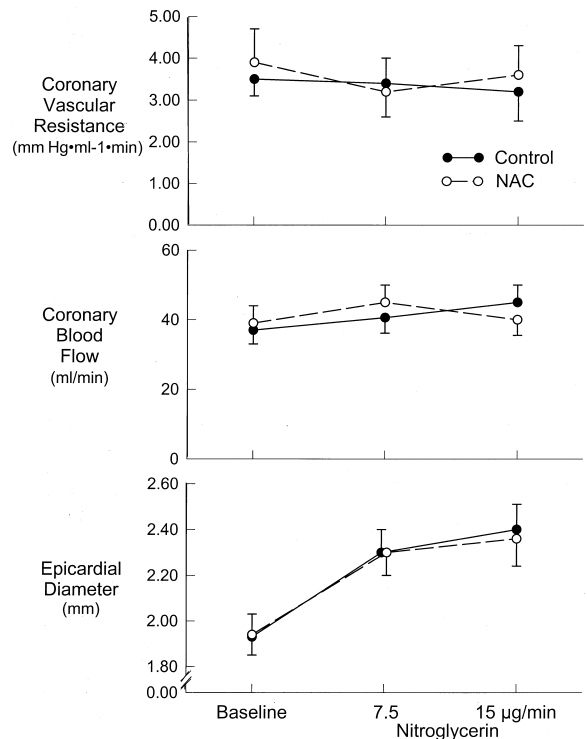 5.00
4.00
3.00
2.00
1.00
0.00
Coronary
Vascular
Resistance
(mm Hg•ml-1•min)
Control
NAC
60
40
20
0
Coronary
Blood
Flow
(ml/min)
2.60
2.40
2.20
2.00
1.80
0.00
Epicardial
Diameter
(mm)
Baseline 7.5 15 µg/min
Nitroglycerin